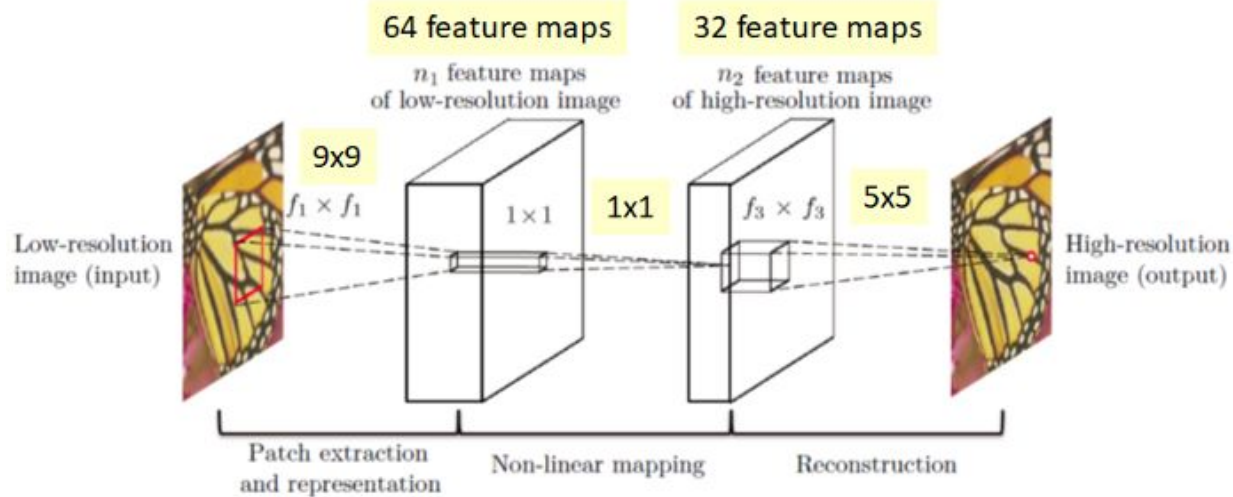 64 feature maps
32 feature maps
n₁ feature maps
of low-resolution image
n₂ feature maps
of high-resolution image
9x9
f₁ × f₁
1 × 1
1x1
f₃ × f₃
5x5
Low-resolution
image (input)
High-resolution
image (output)
Patch extraction
and representation
Non-linear mapping
Reconstruction